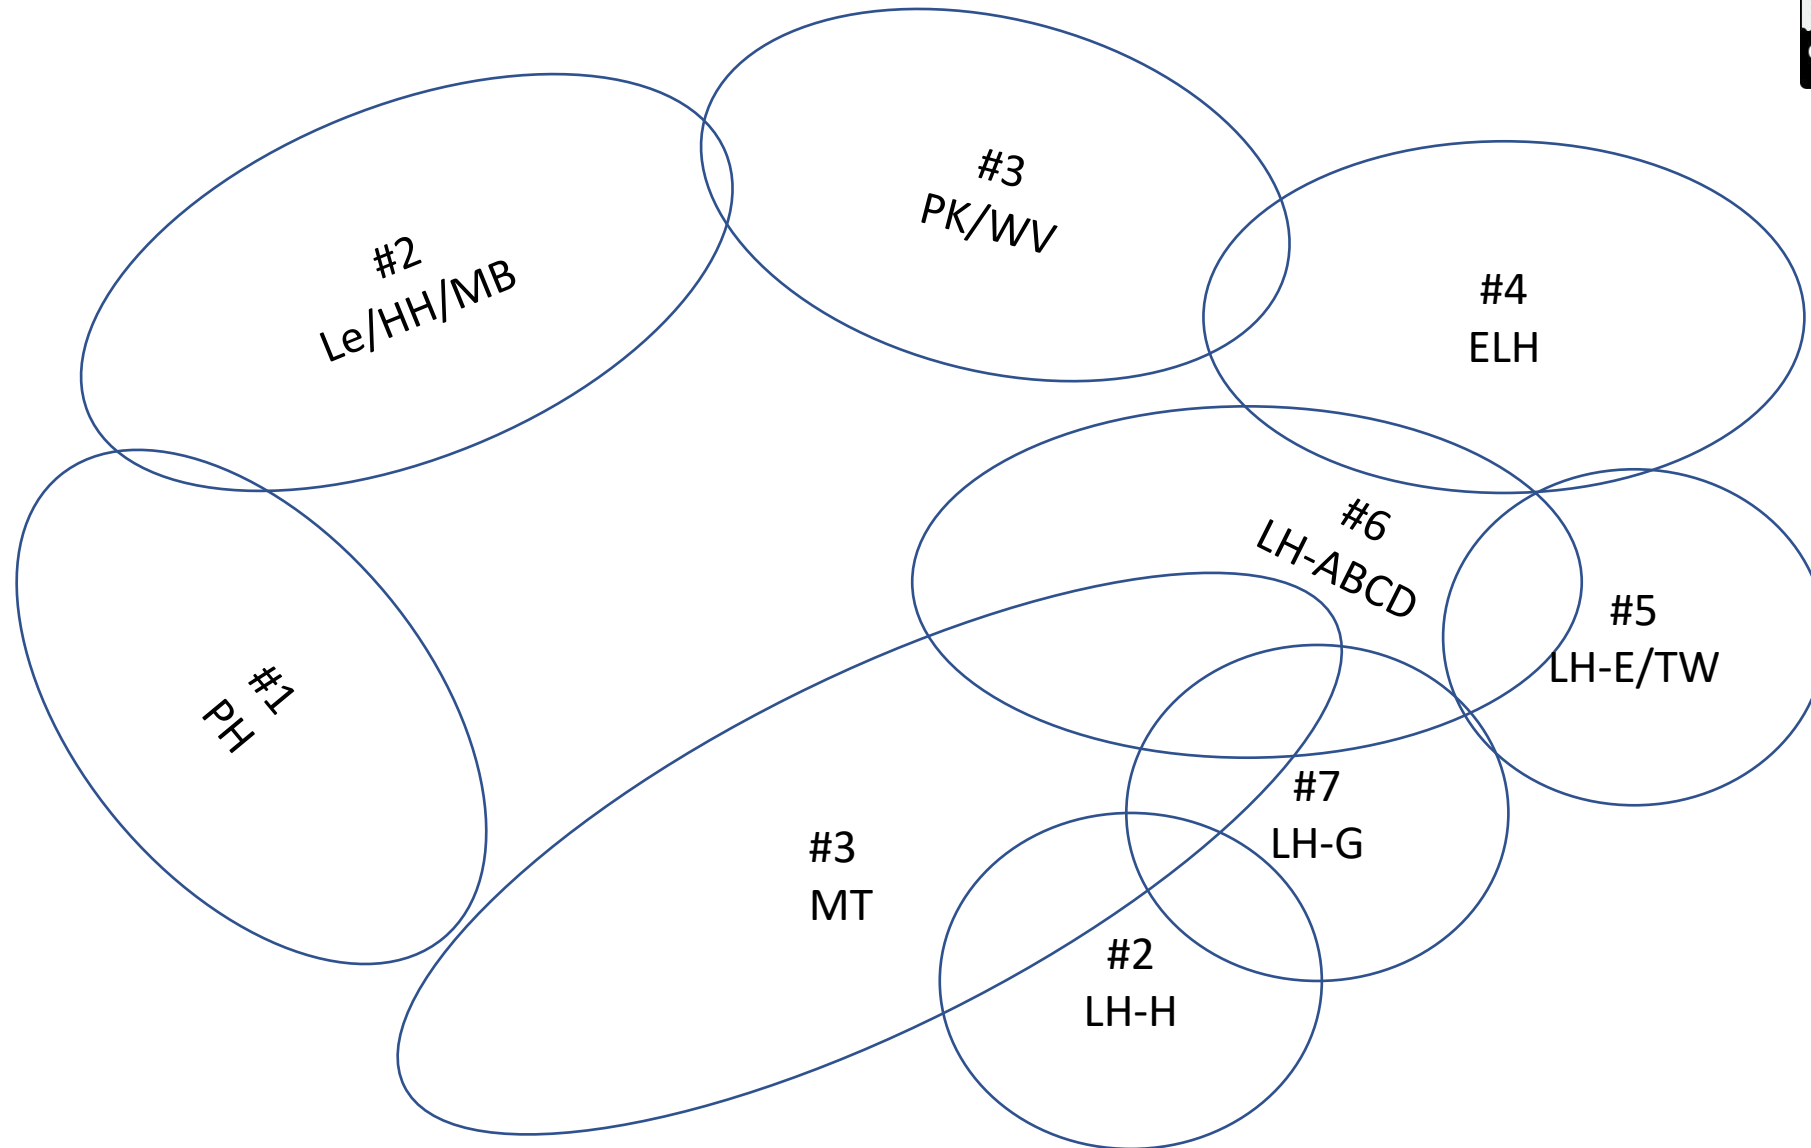 #3
PK/WV
#2
Le/HH/MB
#4
ELH
#6
LH-ABCD
#5
LH-E/TW
#1
PH
#7
LH-G
#3
MT
#2
LH-H